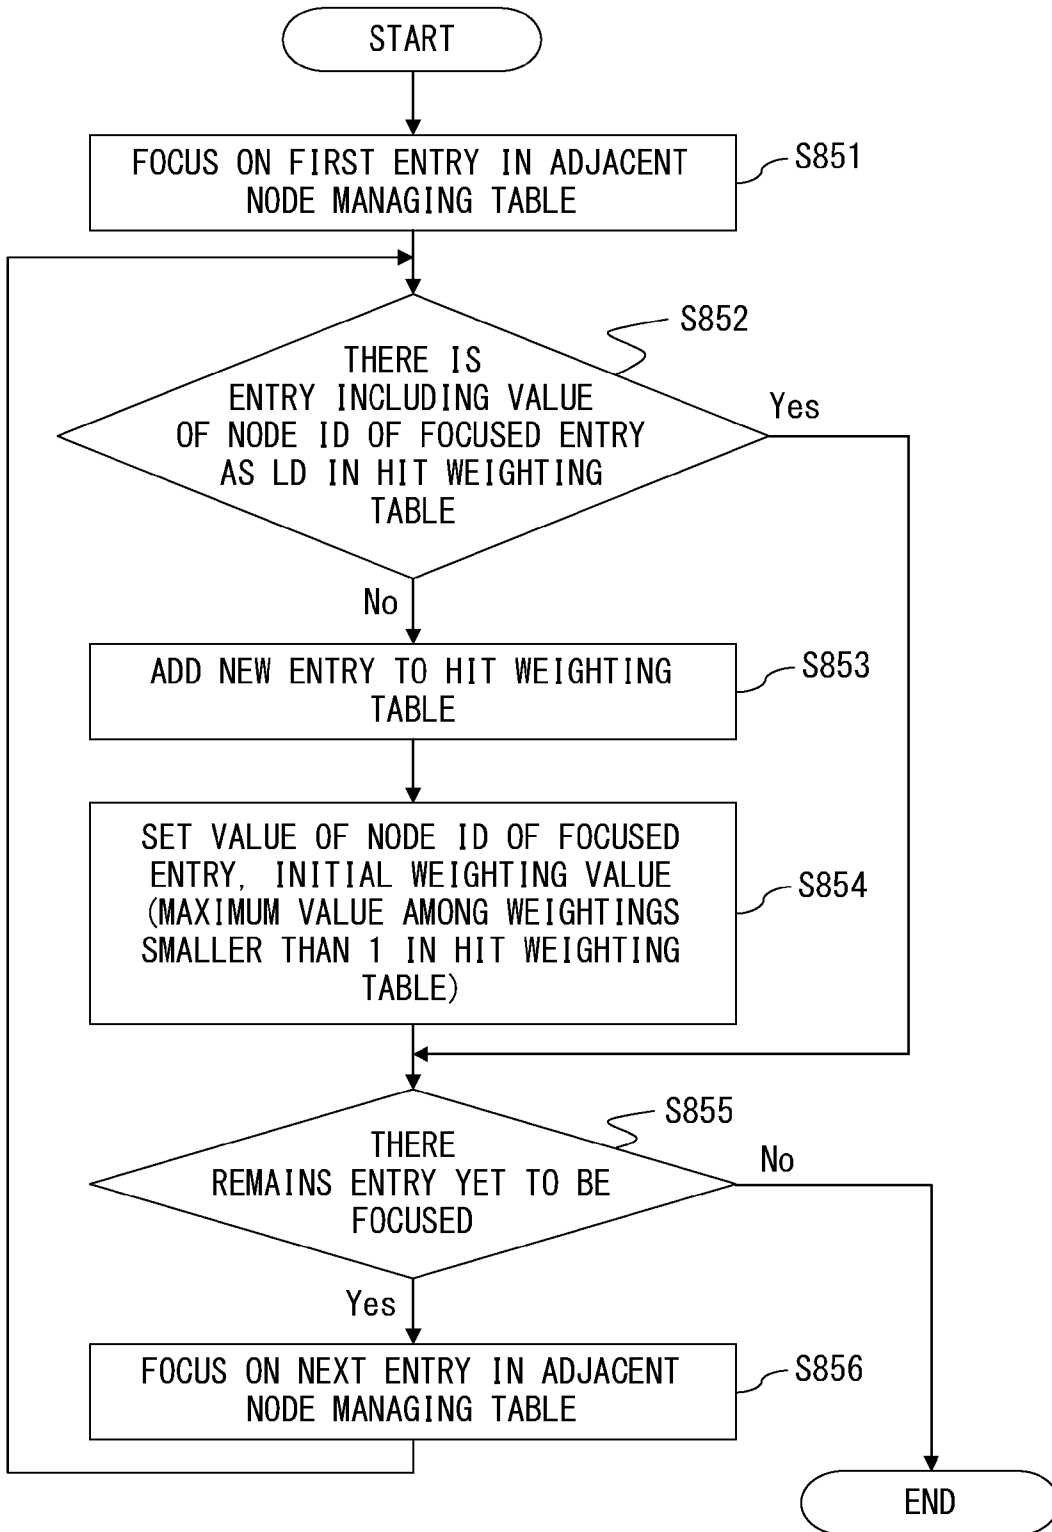 START
FOCUS ON FIRST ENTRY IN ADJACENT
NODE MANAGING TABLE
S851
S852
THERE IS
ENTRY INCLUDING VALUE
OF NODE ID OF FOCUSED ENTRY
AS LD IN HIT WEIGHTING
TABLE
Yes
No
ADD NEW ENTRY TO HIT WEIGHTING
TABLE
S853
SET VALUE OF NODE ID OF FOCUSED
ENTRY, INITIAL WEIGHTING VALUE
(MAXIMUM VALUE AMONG WEIGHTINGS
SMALLER THAN 1 IN HIT WEIGHTING
TABLE)
S854
S855
THERE
REMAINS ENTRY YET TO BE
FOCUSED
No
Yes
FOCUS ON NEXT ENTRY IN ADJACENT
NODE MANAGING TABLE
S856
END